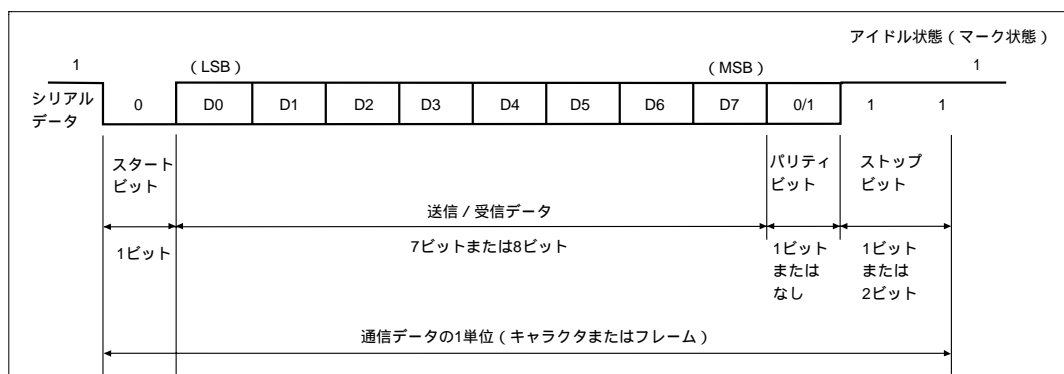 アイドル状態（マーク状態）
1 （LSB） （MSB） 1
シリアル
データ
0 D0 D1 D2 D3 D4 D5 D6 D7 0/1 1 1
スタート
ビット
パリティ
ビット
ストップ
ビット
送信／受信データ
1ビット
7ビットまたは8ビット
1ビット
または
なし
1ビット
または
2ビット
通信データの1単位（キャラクタまたはフレーム）